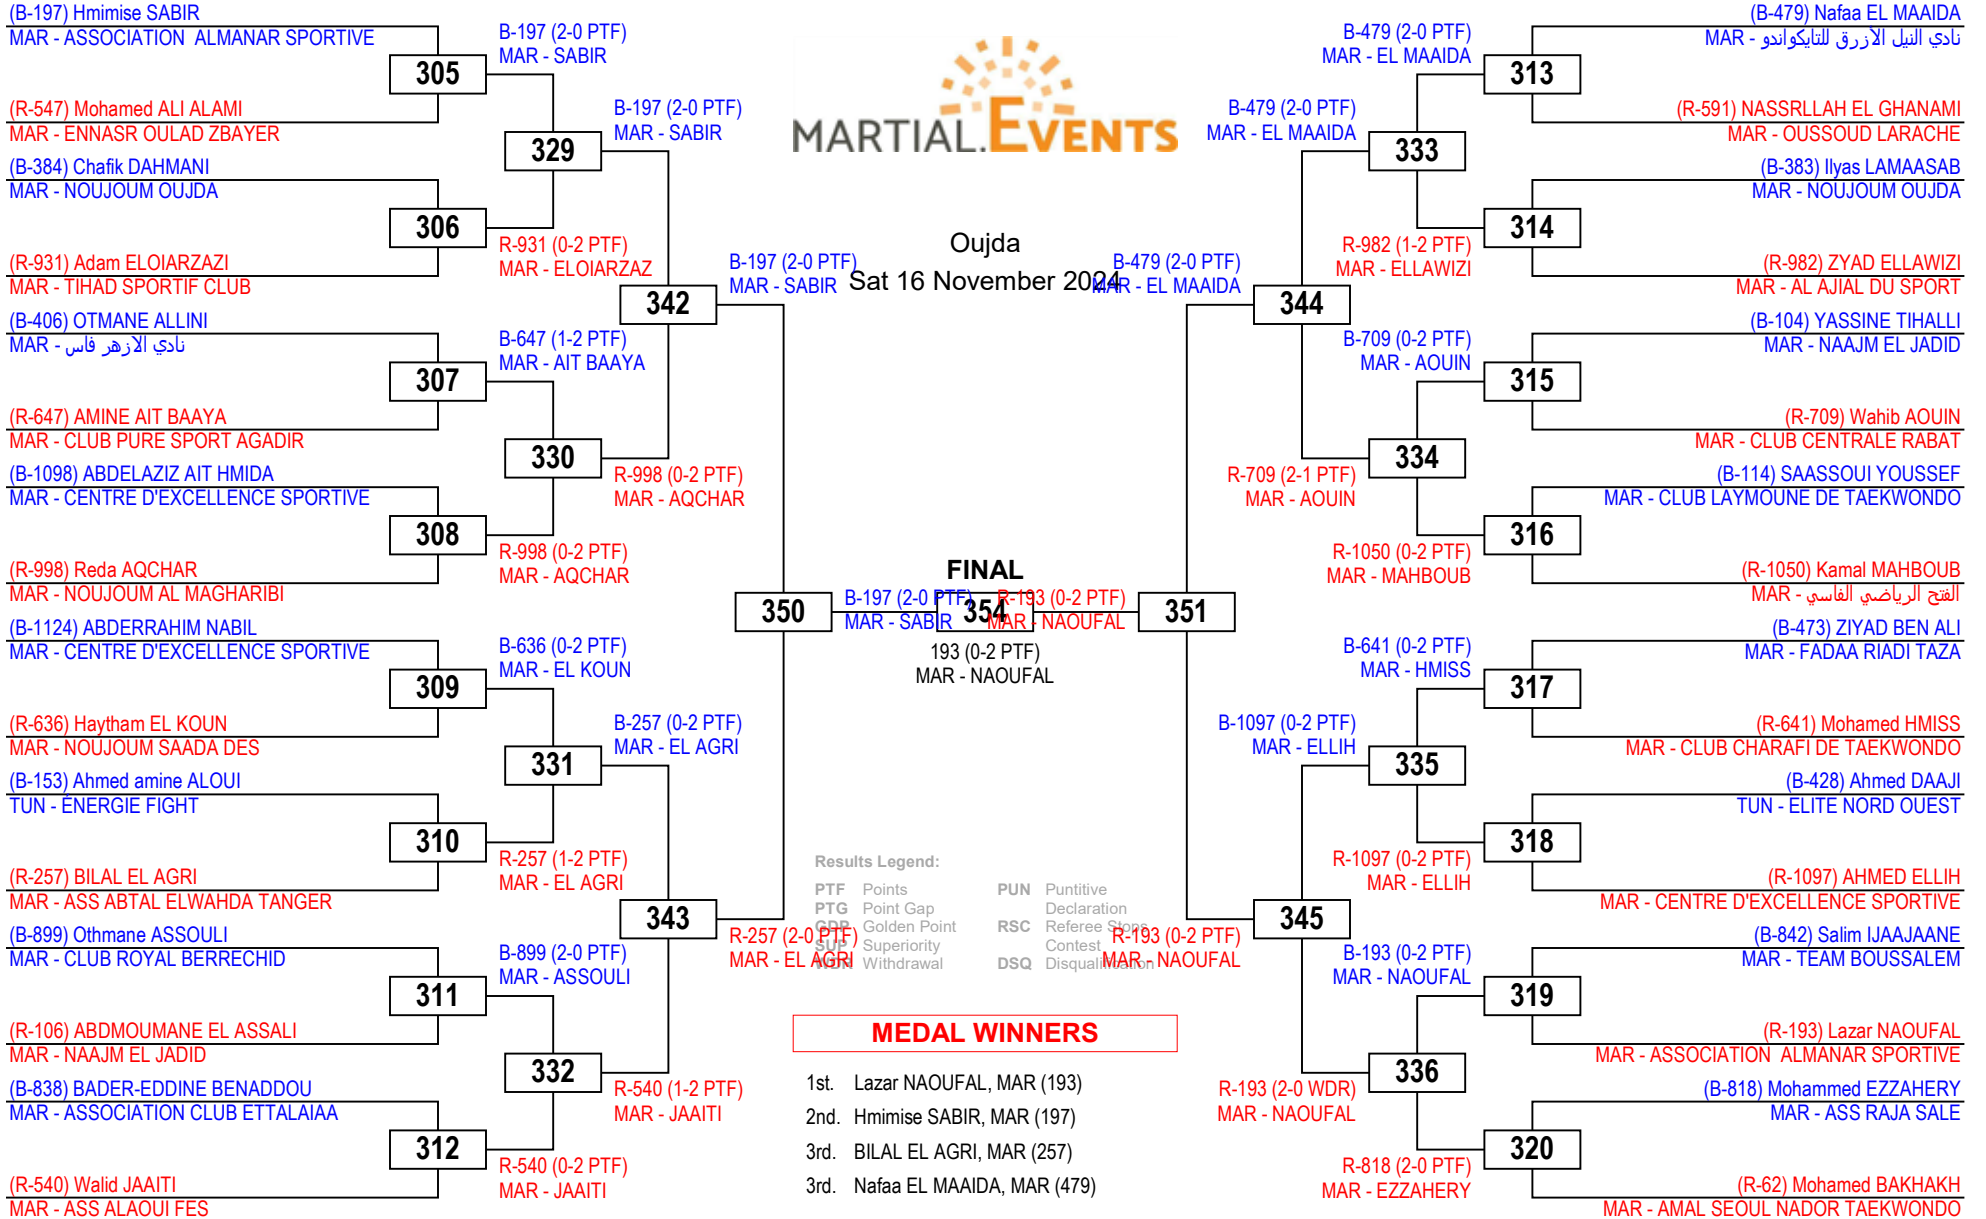 (B-197) Hmimise SABIR
MAR - ASSOCIATION ALMANAR SPORTIVE
305
(R-547) Mohamed ALI ALAMI
MAR - ENNASR OULAD ZBAYER
(B-384) Chafik DAHMANI
MAR - NOUJOUM OUJDA
306
(R-931) Adam ELOIARZAZI
MAR - TIHAD SPORTIF CLUB
(B-406) OTMANE ALLINI
MAR - نادي الازهر فاس
307
(R-647) AMINE AIT BAAYA
MAR - CLUB PURE SPORT AGADIR
(B-1098) ABDELAZIZ AIT HMIDA
MAR - CENTRE D'EXCELLENCE SPORTIVE
308
(R-998) Reda AQCHAR
MAR - NOUJOUM AL MAGHARIBI
(B-1124) ABDERRAHIM NABIL
MAR - CENTRE D'EXCELLENCE SPORTIVE
309
(R-636) Haytham EL KOUN
MAR - NOUJOUM SAADA DES
(B-153) Ahmed amine ALOUI
TUN - ÉNERGIE FIGHT
310
(R-257) BILAL EL AGRI
MAR - ASS ABTAL ELWAHDA TANGER
(B-899) Othmane ASSOULI
MAR - CLUB ROYAL BERRECHID
311
(R-106) ABDMOUMANE EL ASSALI
MAR - NAAJM EL JADID
(B-838) BADER-EDDINE BENADDOU
MAR - ASSOCIATION CLUB ETTALAIAA
312
(R-540) Walid JAAITI
MAR - ASS ALAOUI FES
B-197 (2-0 PTF)
MAR - SABIR
329
R-931 (0-2 PTF)
MAR - ELOIARZAZ
B-647 (1-2 PTF)
MAR - AIT BAAYA
330
R-998 (0-2 PTF)
MAR - AQCHAR
B-636 (0-2 PTF)
MAR - EL KOUN
331
R-257 (1-2 PTF)
MAR - EL AGRI
B-899 (2-0 PTF)
MAR - ASSOULI
332
R-540 (0-2 PTF)
MAR - JAAITI
B-197 (2-0 PTF)
MAR - SABIR
342
R-998 (0-2 PTF)
MAR - AQCHAR
B-257 (0-2 PTF)
MAR - EL AGRI
343
R-540 (1-2 PTF)
MAR - JAAITI
B-197 (2-0 PTF)
MAR - SABIR
350
R-257 (2-0 PTF)
MAR - EL AGRI
MARTIAL.EVENTS
Oujda
Sat 16 November 2024
FINAL
B-197 (2-0 PTF)
MAR - SABIR
354
R-193 (0-2 PTF)
MAR - NAOUFAL
193 (0-2 PTF)
MAR - NAOUFAL
Results Legend:
PTF Points
PTG Point Gap
GDP Golden Point
SUP Superiority
WDR Withdrawal
PUN Puntitive
Declaration
RSC Referee Stops
Contest
DSQ Disqualification
MEDAL WINNERS
1st. Lazar NAOUFAL, MAR (193)
2nd. Hmimise SABIR, MAR (197)
3rd. BILAL EL AGRI, MAR (257)
3rd. Nafaa EL MAAIDA, MAR (479)
B-479 (2-0 PTF)
MAR - EL MAAIDA
351
R-193 (0-2 PTF)
MAR - NAOUFAL
B-479 (2-0 PTF)
MAR - EL MAAIDA
344
R-709 (2-1 PTF)
MAR - AOUIN
B-1097 (0-2 PTF)
MAR - ELLIH
345
R-193 (2-0 WDR)
MAR - NAOUFAL
B-479 (2-0 PTF)
MAR - EL MAAIDA
333
R-982 (1-2 PTF)
MAR - ELLAWIZI
B-709 (0-2 PTF)
MAR - AOUIN
334
R-1050 (0-2 PTF)
MAR - MAHBOUB
B-641 (0-2 PTF)
MAR - HMISS
335
R-1097 (0-2 PTF)
MAR - ELLIH
B-193 (0-2 PTF)
MAR - NAOUFAL
336
R-818 (2-0 PTF)
MAR - EZZAHERY
(B-479) Nafaa EL MAAIDA
MAR - نادي النيل الأزرق للتايكواندو
313
(R-591) NASSRLLAH EL GHANAMI
MAR - OUSSOUD LARACHE
(B-383) Ilyas LAMAASAB
MAR - NOUJOUM OUJDA
314
(R-982) ZYAD ELLAWIZI
MAR - AL AJIAL DU SPORT
(B-104) YASSINE TIHALLI
MAR - NAAJM EL JADID
315
(R-709) Wahib AOUIN
MAR - CLUB CENTRALE RABAT
(B-114) SAASSOUI YOUSSEF
MAR - CLUB LAYMOUNE DE TAEKWONDO
316
(R-1050) Kamal MAHBOUB
MAR - الفتح الرياضي الفاسي
(B-473) ZIYAD BEN ALI
MAR - FADAA RIADI TAZA
317
(R-641) Mohamed HMISS
MAR - CLUB CHARAFI DE TAEKWONDO
(B-428) Ahmed DAAJI
TUN - ELITE NORD OUEST
318
(R-1097) AHMED ELLIH
MAR - CENTRE D'EXCELLENCE SPORTIVE
(B-842) Salim IJAAJAANE
MAR - TEAM BOUSSALEM
319
(R-193) Lazar NAOUFAL
MAR - ASSOCIATION ALMANAR SPORTIVE
(B-818) Mohammed EZZAHERY
MAR - ASS RAJA SALE
320
(R-62) Mohamed BAKHAKH
MAR - AMAL SEOUL NADOR TAEKWONDO